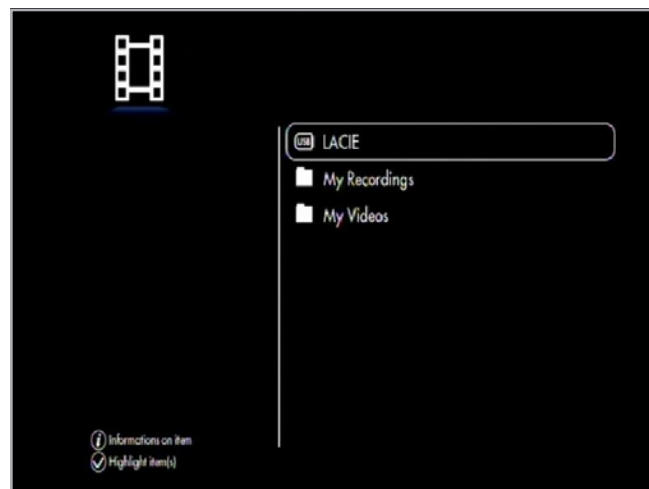 USB LACIE
My Recordings
My Videos
i Informations on item
Highlight item(s)